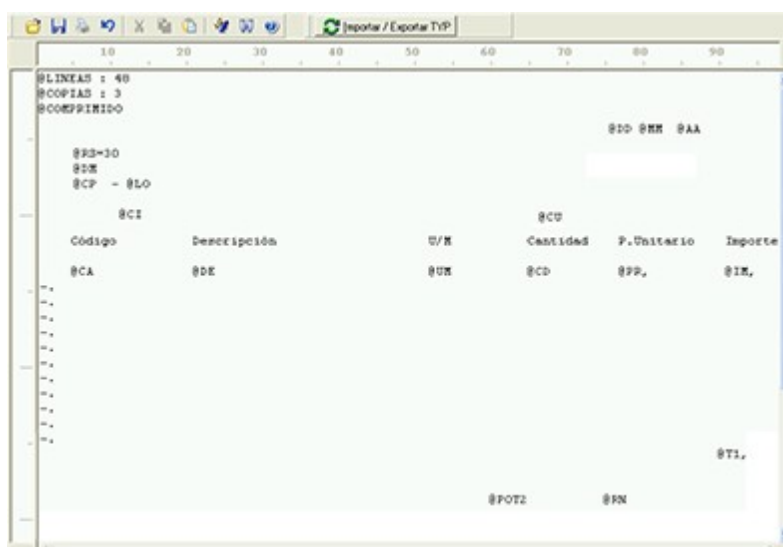 Importar / Exportar TYP
10 20 30 40 50 60 70 80 90
@LINEAS : 48
@COPIAS : 3
@COMPRIMIDO
@DD @MM @AA
@RS=30
@DM
@CP - @LO
@CI @CU
Código Descripción U/M Cantidad P.Unitario Importe
@CA @DE @UM @CD @PR, @IM,
-.
-.
-.
-.
-.
-.
-.
-.
-.
-.
-.
@T1,
@POT2 @RN